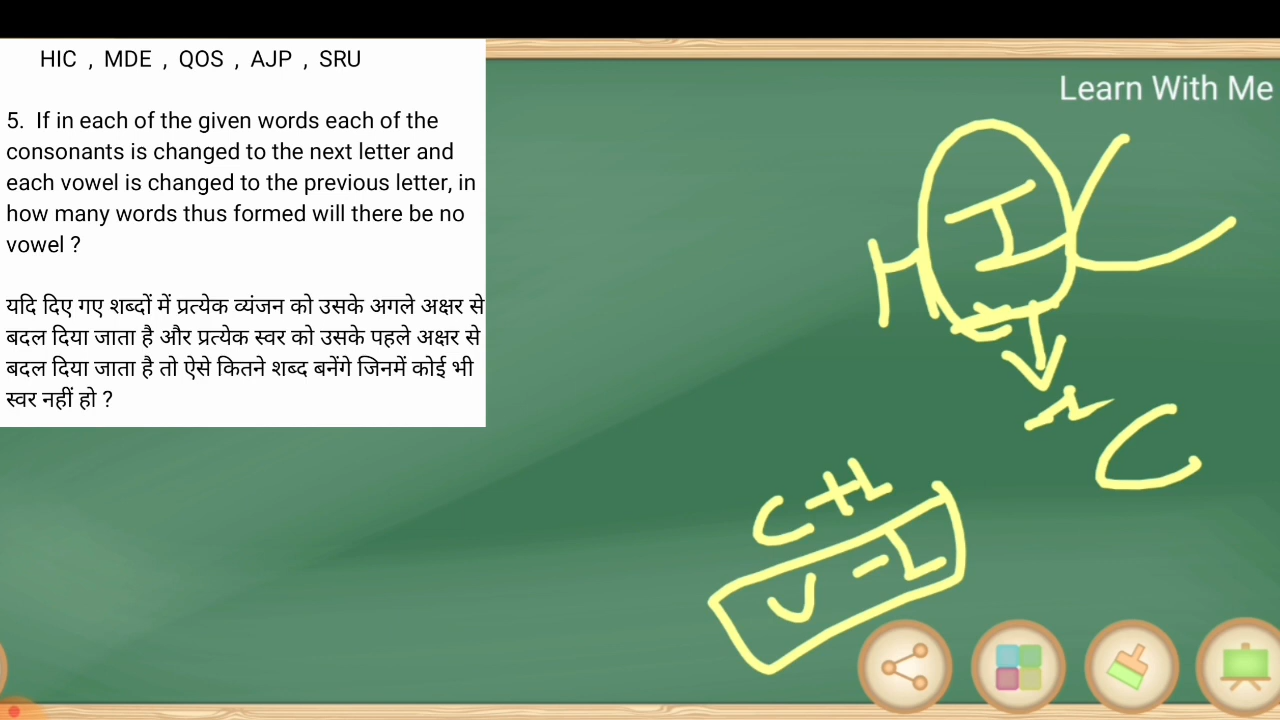 HIC , MDE , QOS , AJP , SRU
5. If in each of the given words each of the
consonants is changed to the next letter and
each vowel is changed to the previous letter, in
how many words thus formed will there be no
vowel ?
यदि दिए गए शब्दों में प्रत्येक व्यंजन को उसके अगले अक्षर से
बदल दिया जाता है और प्रत्येक स्वर को उसके पहले अक्षर से
बदल दिया जाता है तो ऐसे कितने शब्द बनेंगे जिनमें कोई भी
स्वर नहीं हो ?
Learn With Me
H I C
C
C+1
V -1